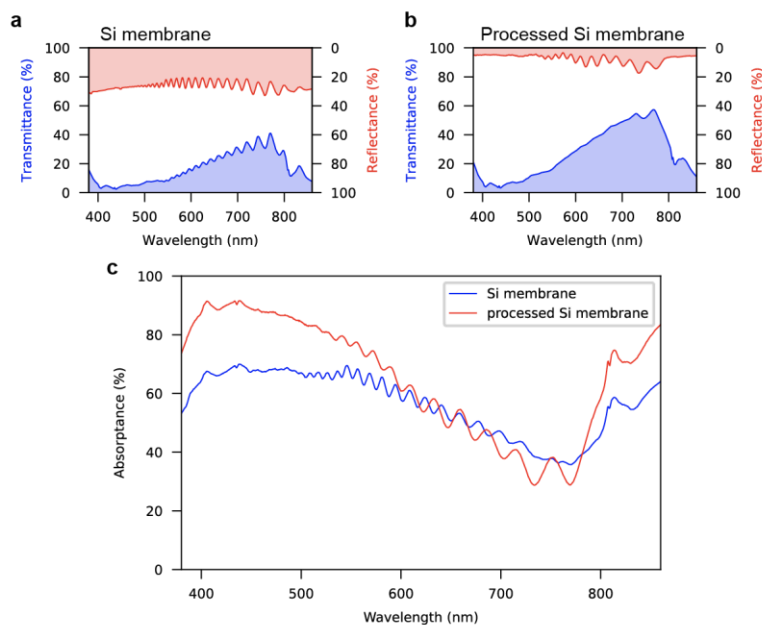 a
Si membrane
Transmittance (%)
100
80
60
40
20
0
0
20
40
60
80
100
Reflectance (%)
400 500 600 700 800
Wavelength (nm)
b
Processed Si membrane
Transmittance (%)
100
80
60
40
20
0
0
20
40
60
80
100
Reflectance (%)
400 500 600 700 800
Wavelength (nm)
c
Absorptance (%)
100
80
60
40
20
0
Si membrane
processed Si membrane
400 500 600 700 800
Wavelength (nm)